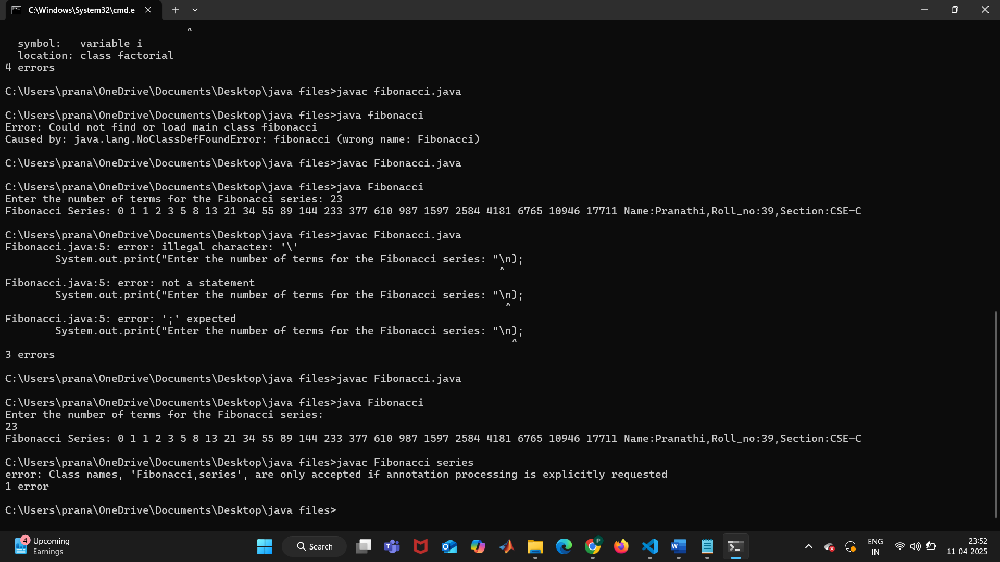 C:\Windows\System32\cmd.e
^
  symbol:   variable i
  location: class factorial
4 errors
C:\Users\prana\OneDrive\Documents\Desktop\java files>javac fibonacci.java
C:\Users\prana\OneDrive\Documents\Desktop\java files>java fibonacci
Error: Could not find or load main class fibonacci
Caused by: java.lang.NoClassDefFoundError: fibonacci (wrong name: Fibonacci)
C:\Users\prana\OneDrive\Documents\Desktop\java files>javac Fibonacci.java
C:\Users\prana\OneDrive\Documents\Desktop\java files>java Fibonacci
Enter the number of terms for the Fibonacci series: 23
Fibonacci Series: 0 1 1 2 3 5 8 13 21 34 55 89 144 233 377 610 987 1597 2584 4181 6765 10946 17711 Name:Pranathi,Roll_no:39,Section:CSE-C
C:\Users\prana\OneDrive\Documents\Desktop\java files>javac Fibonacci.java
Fibonacci.java:5: error: illegal character: '\'
        System.out.print("Enter the number of terms for the Fibonacci series: "\n);
^
Fibonacci.java:5: error: not a statement
        System.out.print("Enter the number of terms for the Fibonacci series: "\n);
^
Fibonacci.java:5: error: ';' expected
        System.out.print("Enter the number of terms for the Fibonacci series: "\n);
^
3 errors
C:\Users\prana\OneDrive\Documents\Desktop\java files>javac Fibonacci.java
C:\Users\prana\OneDrive\Documents\Desktop\java files>java Fibonacci
Enter the number of terms for the Fibonacci series:
23
Fibonacci Series: 0 1 1 2 3 5 8 13 21 34 55 89 144 233 377 610 987 1597 2584 4181 6765 10946 17711 Name:Pranathi,Roll_no:39,Section:CSE-C
C:\Users\prana\OneDrive\Documents\Desktop\java files>javac Fibonacci series
error: Class names, 'Fibonacci,series', are only accepted if annotation processing is explicitly requested
1 error
C:\Users\prana\OneDrive\Documents\Desktop\java files>
4
Upcoming
Earnings
Search
P
ENG
IN
23:52
11-04-2025